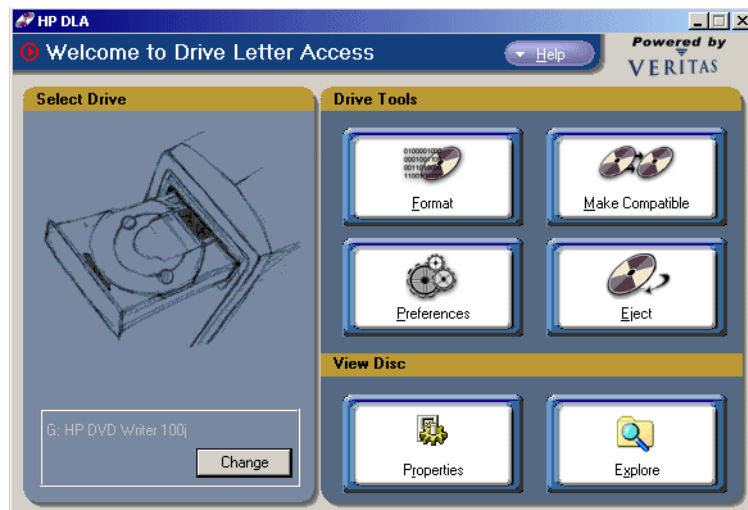 HP DLA
Welcome to Drive Letter Access
Help
Powered by
VERITAS
Select Drive
G: HP DVD Writer 100j
Change
Drive Tools
0100001000
Format
Make Compatible
Preferences
Eject
View Disc
Properties
Explore